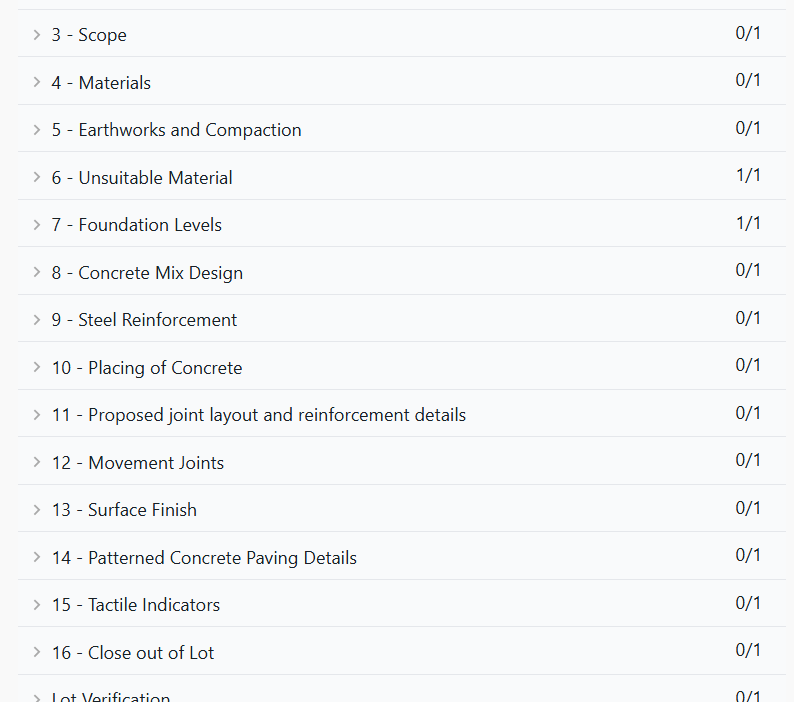 3 - Scope 0/1
4 - Materials 0/1
5 - Earthworks and Compaction 0/1
6 - Unsuitable Material 1/1
7 - Foundation Levels 1/1
8 - Concrete Mix Design 0/1
9 - Steel Reinforcement 0/1
10 - Placing of Concrete 0/1
11 - Proposed joint layout and reinforcement details 0/1
12 - Movement Joints 0/1
13 - Surface Finish 0/1
14 - Patterned Concrete Paving Details 0/1
15 - Tactile Indicators 0/1
16 - Close out of Lot 0/1
Lot Verification 0/1